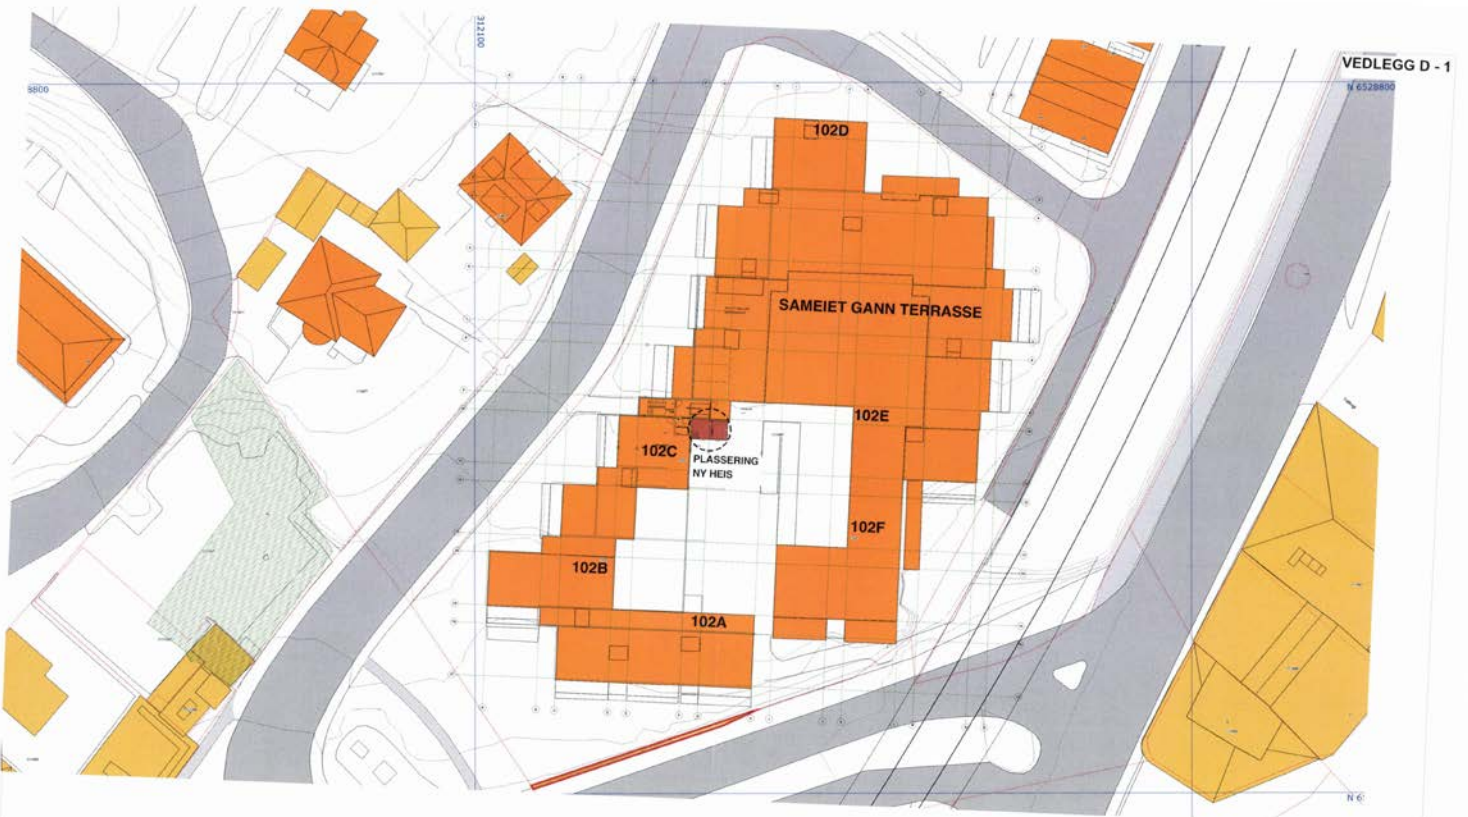 312100
VEDLEGG D - 1
8800
N 6528800
102D
SAMEIET GANN TERRASSE
102E
102C
PLASSERING
NY HEIS
102F
102B
102A
N 6